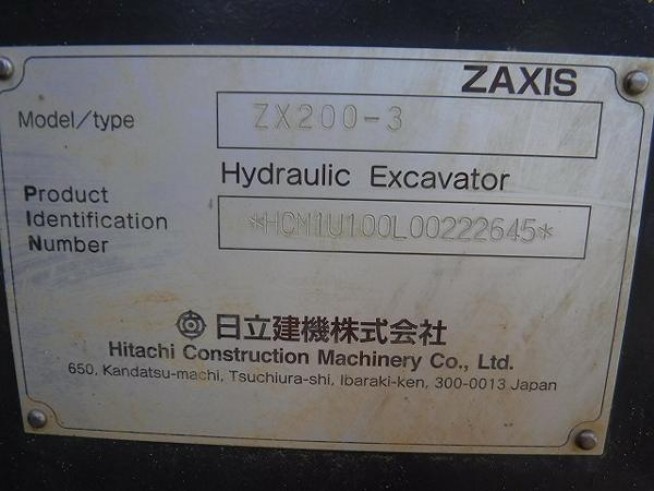 ZAXIS
Model/type ZX200-3
Hydraulic Excavator
Product
Identification
Number
*HCM1U100L00222645*
日立建機株式会社
Hitachi Construction Machinery Co., Ltd.
650, Kandatsu-machi, Tsuchiura-shi, Ibaraki-ken, 300-0013 Japan